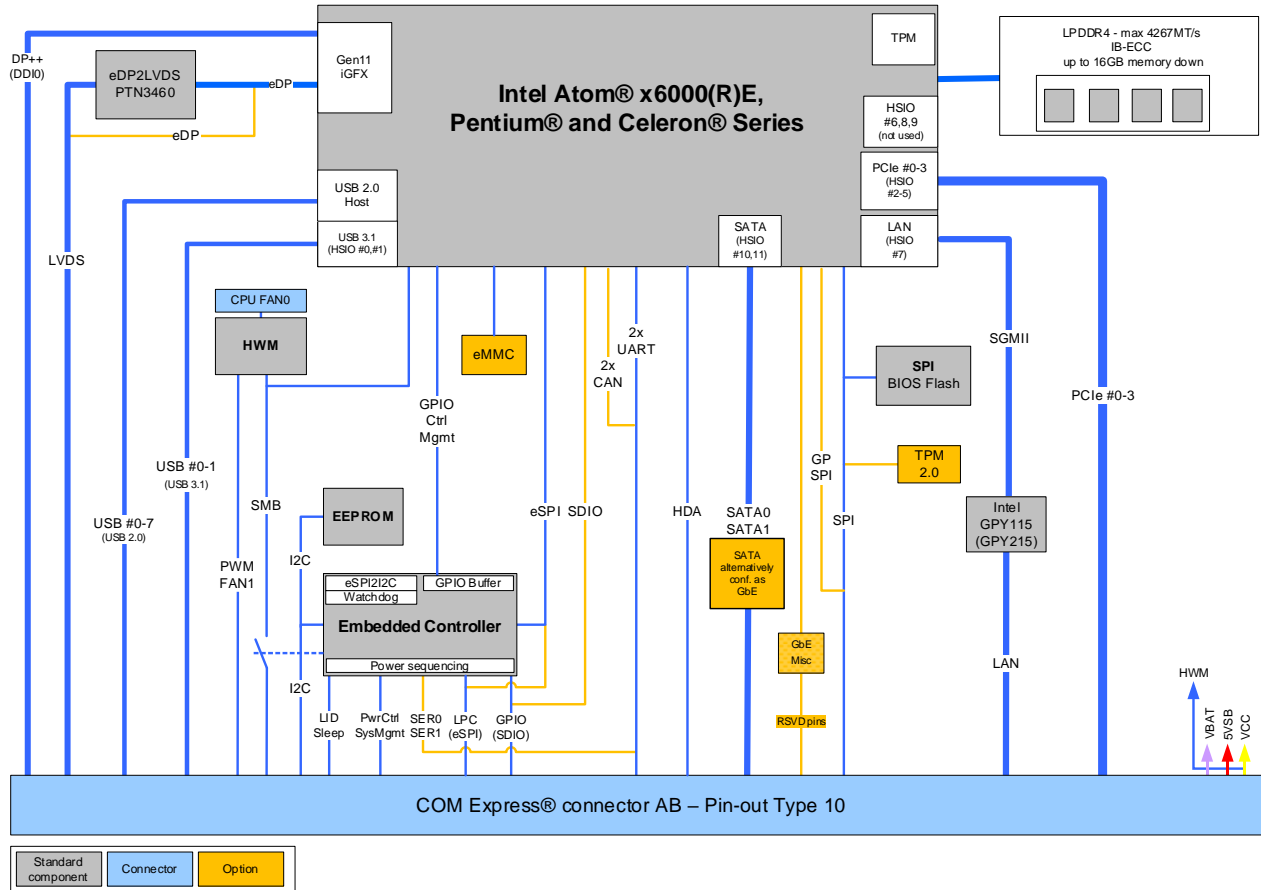 DP++
(DDI0)
eDP2LVDS
PTN3460
eDP
eDP
Gen11
iGFX
Intel Atom® x6000(R)E,
Pentium® and Celeron® Series
TPM
HSIO
#6,8,9
(not used)
PCIe #0-3
(HSIO
#2-5)
LAN
(HSIO
#7)
LPDDR4 - max 4267MT/s
IB-ECC
up to 16GB memory down
USB 2.0
Host
USB 3.1
(HSIO #0,#1)
SATA
(HSIO
#10,11)
LVDS
CPU FAN0
HWM
eMMC
2x
UART
2x
CAN
SGMII
SPI
BIOS Flash
PCIe #0-3
GPIO
Ctrl
Mgmt
GP
SPI
TPM
2.0
USB #0-1
(USB 3.1)
USB #0-7
(USB 2.0)
SMB
EEPROM
eSPI
SDIO
HDA
SATA0
SATA1
SPI
Intel
GPY115
(GPY215)
PWM
FAN1
I2C
SATA
alternatively
conf. as
GbE
eSPI2I2C
Watchdog
GPIO Buffer
Embedded Controller
Power sequencing
GbE
Misc
LAN
I2C
LID
Sleep
PwrCtrl
SysMgmt
SER0
SER1
LPC
(eSPI)
GPIO
(SDIO)
RSVDpins
HWM
VBAT
5VSB
VCC
COM Express® connector AB – Pin-out Type 10
Standard
component
Connector
Option